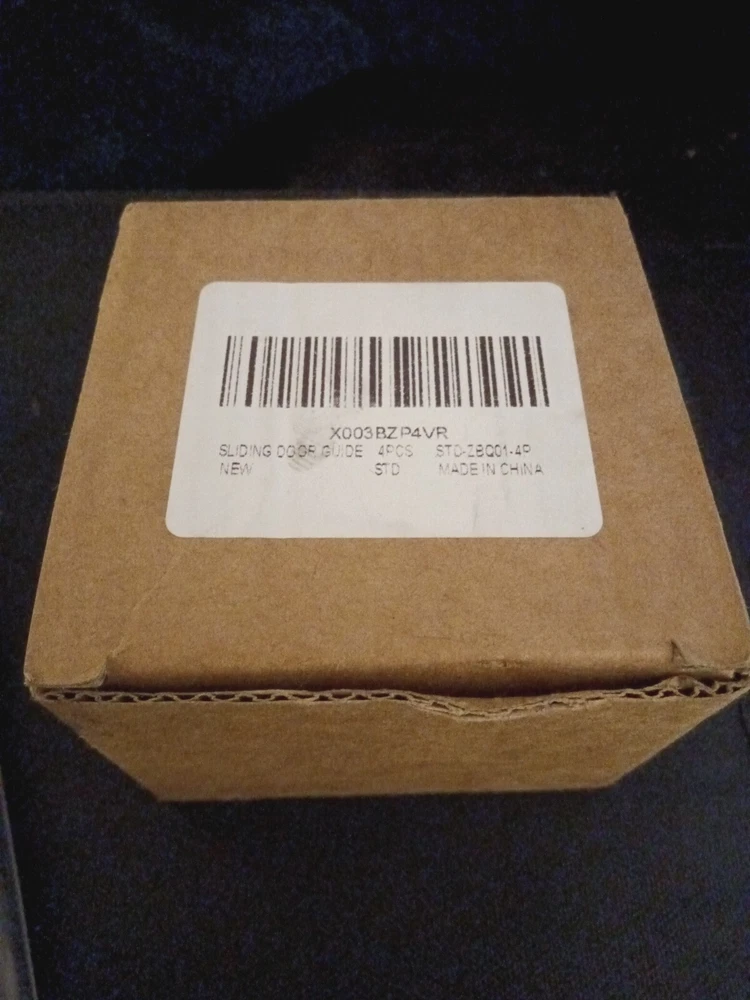 X003BZP4VR
SLIDING DOOR GUIDE 4PCS STD-ZBQ01-4P
NEW STD MADE IN CHINA